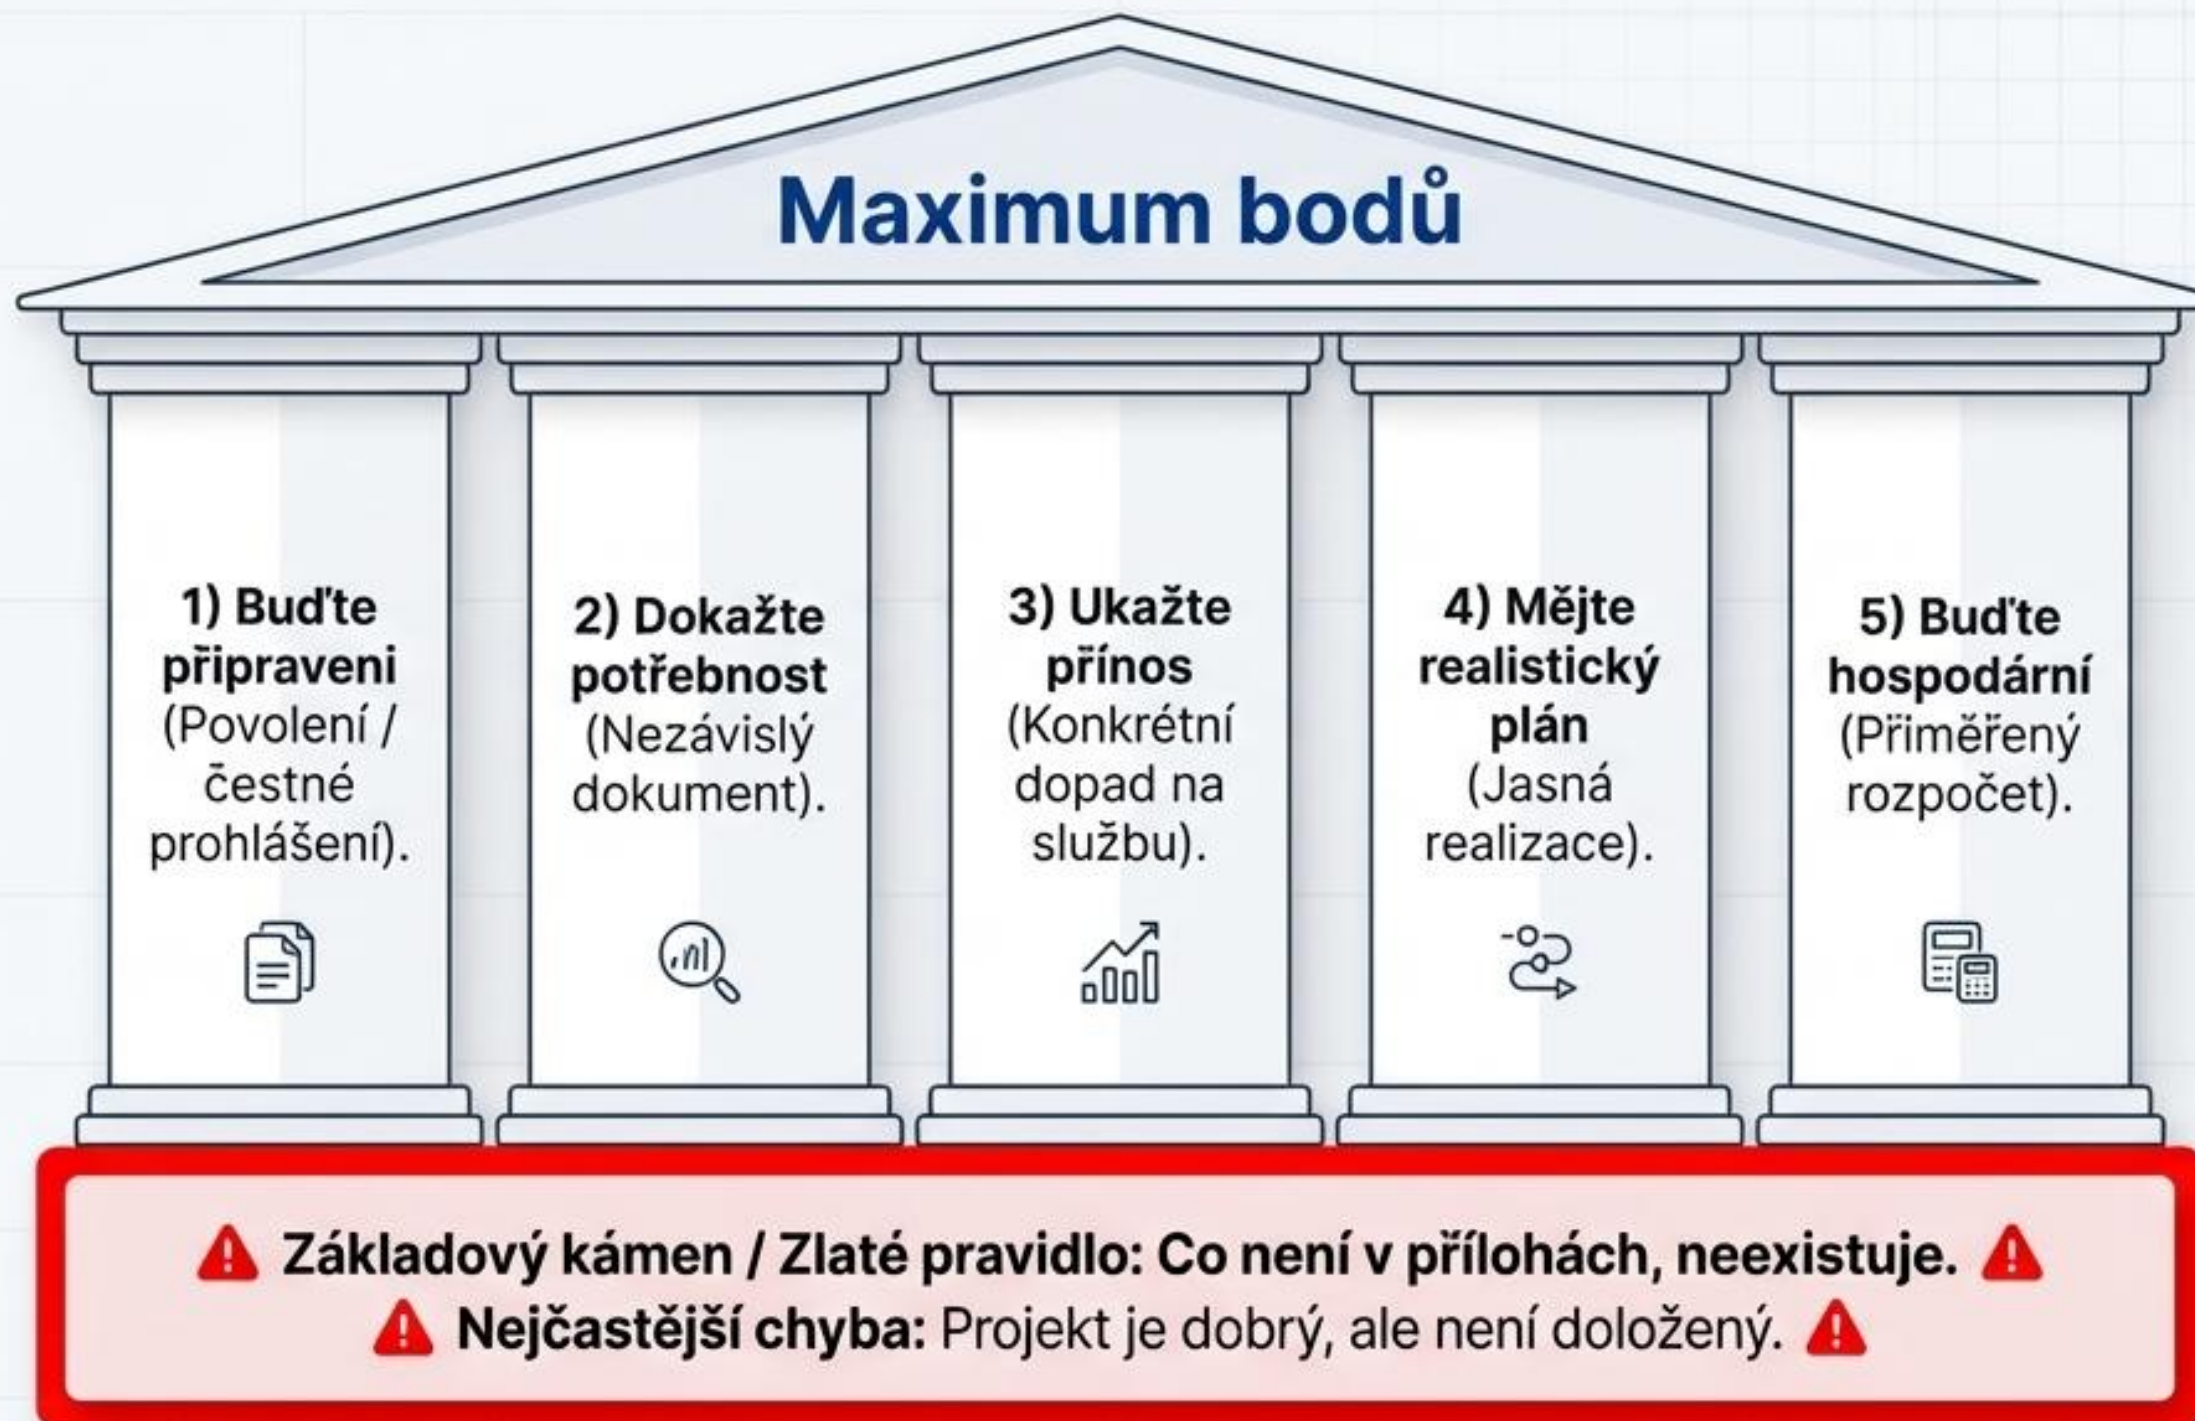 Maximum bodů
1) Buďte
připraveni
(Povolení /
čestné
prohlášení).
2) Dokažte
potřebnost
(Nezávislý
dokument).
3) Ukažte
přínos
(Konkrétní
dopad na
službu).
4) Mějte
realistický
plán
(Jasná
realizace).
5) Buďte
hospodární
(Přiměřený
rozpočet).
Základový kámen / Zlaté pravidlo: Co není v přílohách, neexistuje.
Nejčastější chyba: Projekt je dobrý, ale není doložený.